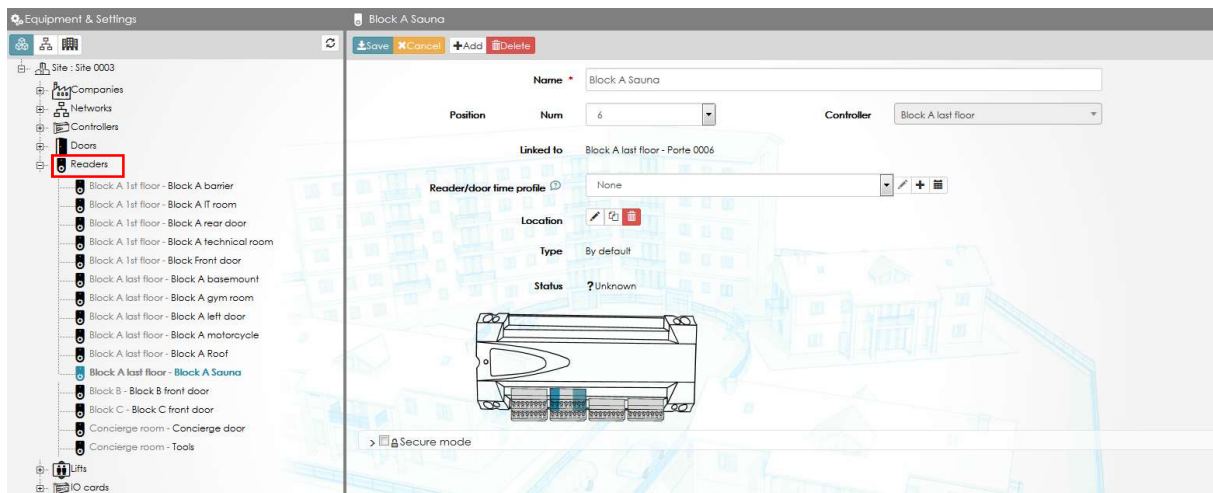 Equipment & Settings
Site : Site 0003
Companies
Networks
Controllers
Doors
Readers
Block A 1st floor - Block A barrier
Block A 1st floor - Block A IT room
Block A 1st floor - Block A rear door
Block A 1st floor - Block A technical room
Block A 1st floor - Block Front door
Block A last floor - Block A basemount
Block A last floor - Block A gym room
Block A last floor - Block A left door
Block A last floor - Block A motorcycle
Block A last floor - Block A Roof
Block A last floor - Block A Sauna
Block B - Block B front door
Block C - Block C front door
Concierge room - Concierge door
Concierge room - Tools
Lifts
IO cards
Block A Sauna
Save Cancel Add Delete
Name * Block A Sauna
Position Num 6 Controller Block A last floor
Linked to Block A last floor - Porte 0006
Reader/door time profile None
Location
Type By default
Status ? Unknown
Secure mode